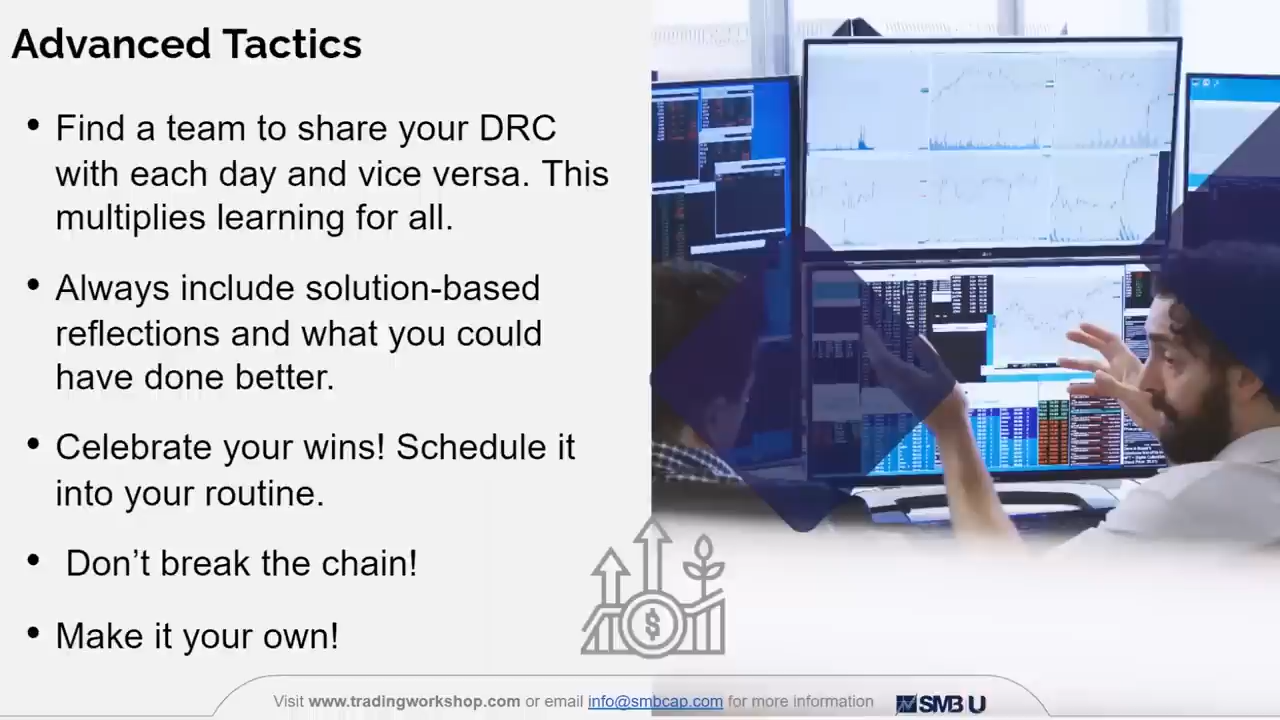 Advanced Tactics
• Find a team to share your DRC
with each day and vice versa. This
multiplies learning for all.
• Always include solution-based
reflections and what you could
have done better.
• Celebrate your wins! Schedule it
into your routine.
• Don’t break the chain!
• Make it your own!
$
Visit www.tradingworkshop.com or email info@smbcap.com for more information
SMB U